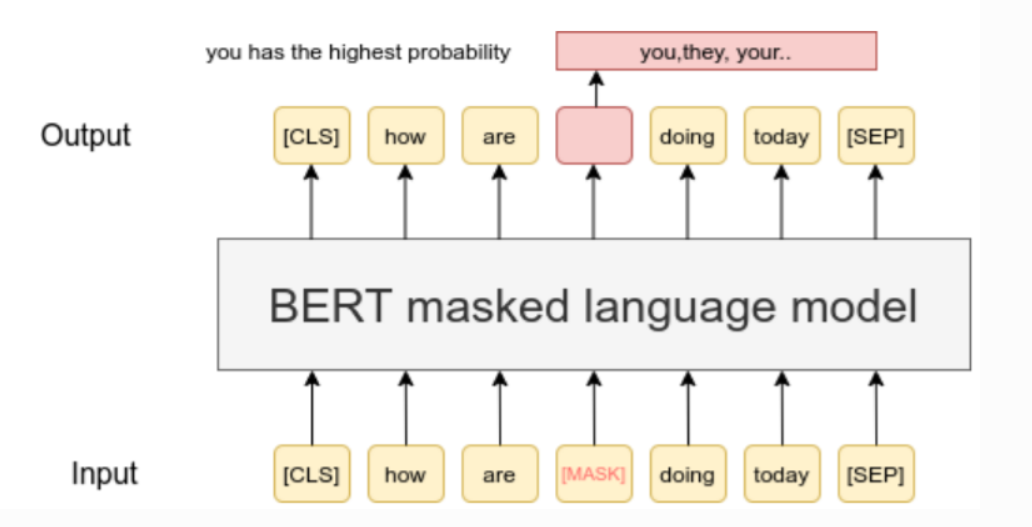 you has the highest probability you,they, your..
Output [CLS] how are doing today [SEP]
BERT masked language model
Input [CLS] how are [MASK] doing today [SEP]